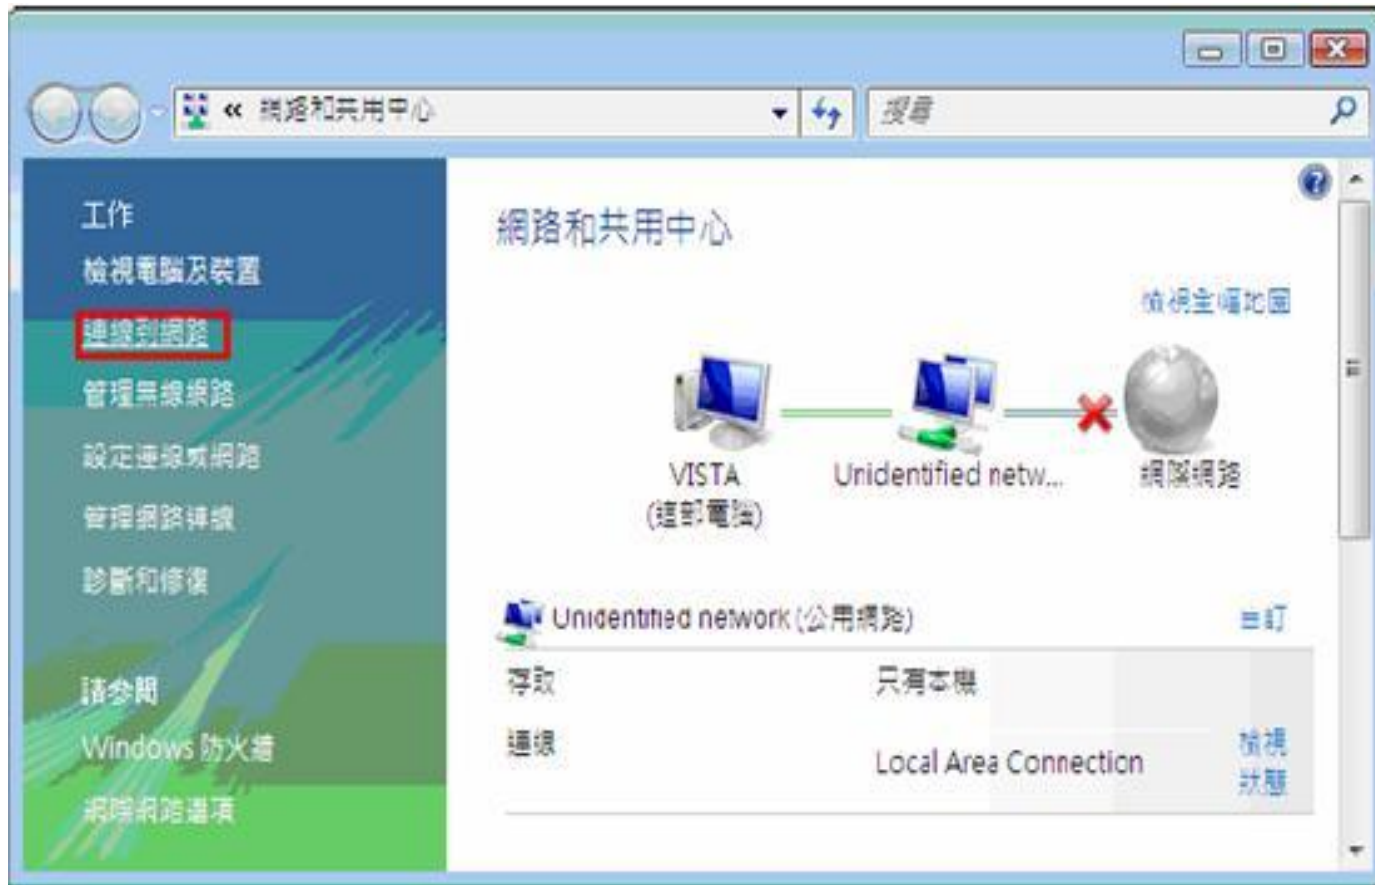 « 網路和共用中心
搜尋
工作
檢視電腦及裝置
連線到網路
管理無線網路
設定連線或網路
管理網路連線
診斷和修復
請參閱
Windows 防火牆
網際網路選項
網路和共用中心
檢視全幅地圖
VISTA
(這部電腦)
Unidentified netw...
網際網路
Unidentified network (公用網路)
自訂
存取
只有本機
連線
Local Area Connection
檢視
狀態